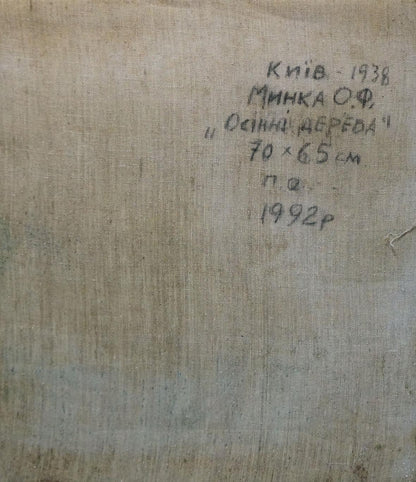 Київ - 1938
Минка О.Ф.
„Осінні дерева"
70 × 65 см
п.о.
1992р